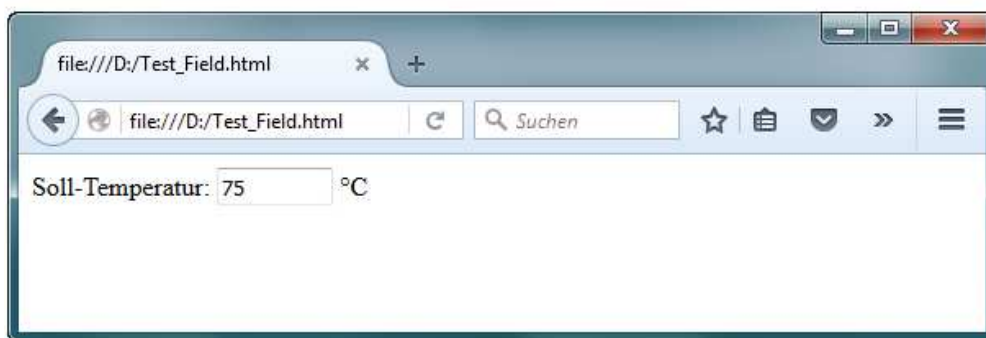 file:///D:/Test_Field.html
file:///D:/Test_Field.html Suchen
Soll-Temperatur: 75 °C